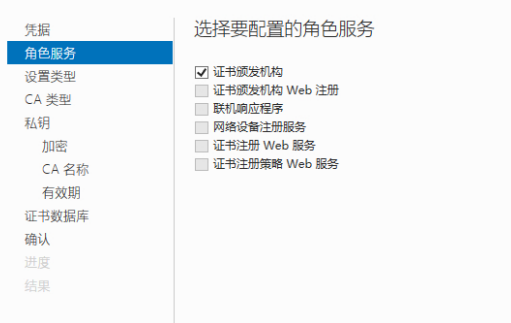 选择要配置的角色服务
凭据
角色服务
设置类型
CA 类型
私钥
加密
CA 名称
有效期
证书数据库
确认
进度
结果
证书颁发机构
证书颁发机构 Web 注册
联机响应程序
网络设备注册服务
证书注册 Web 服务
证书注册策略 Web 服务